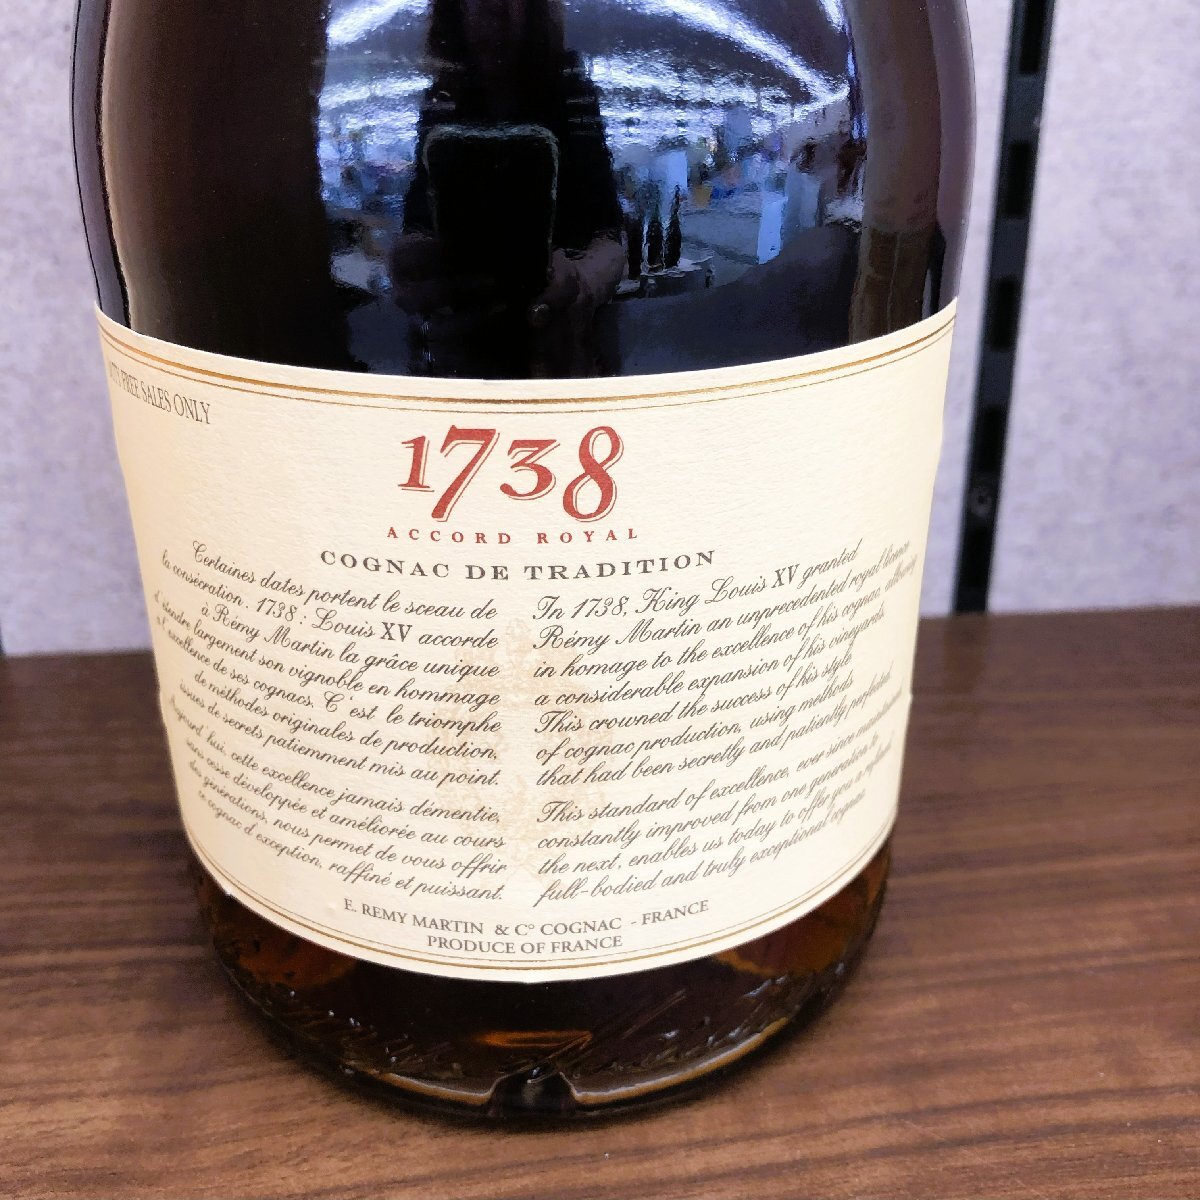 FREE SALES ONLY
1738
ACCORD ROYAL
COGNAC DE TRADITION
Certaines dates portent le sceau de
la consécration. 1738 : Louis XV accorde
à Rémy Martin la grâce unique
d'étendre largement son vignoble en hommage
à l'excellence de ses cognacs. C'est le triomphe
de méthodes originales de production,
issues de secrets patiemment mis au point.
Aujourd'hui, cette excellence jamais démentie,
sans cesse développée et améliorée au cours
des générations, nous permet de vous offrir
ce cognac d'exception, raffiné et puissant.
In 1738, King Louis XV granted
Rémy Martin an unprecedented royal licence
in homage to the excellence of his cognac, allowing
a considerable expansion of his vineyards.
This crowned the success of his style
of cognac production, using methods
that had been secretly and patiently perfected.
This standard of excellence, ever since maintained
constantly improved from one generation to
the next, enables us today to offer you a refined
full-bodied and truly exceptional cognac.
E. REMY MARTIN & C° COGNAC - FRANCE
PRODUCE OF FRANCE